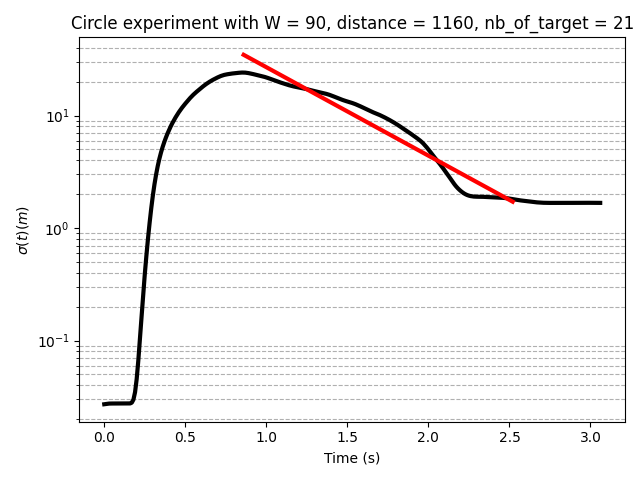 Circle experiment with W = 90, distance = 1160, nb_of_target = 21
10¹
10⁰
10⁻¹
σ(t)(m)
0.0 0.5 1.0 1.5 2.0 2.5 3.0
Time (s)